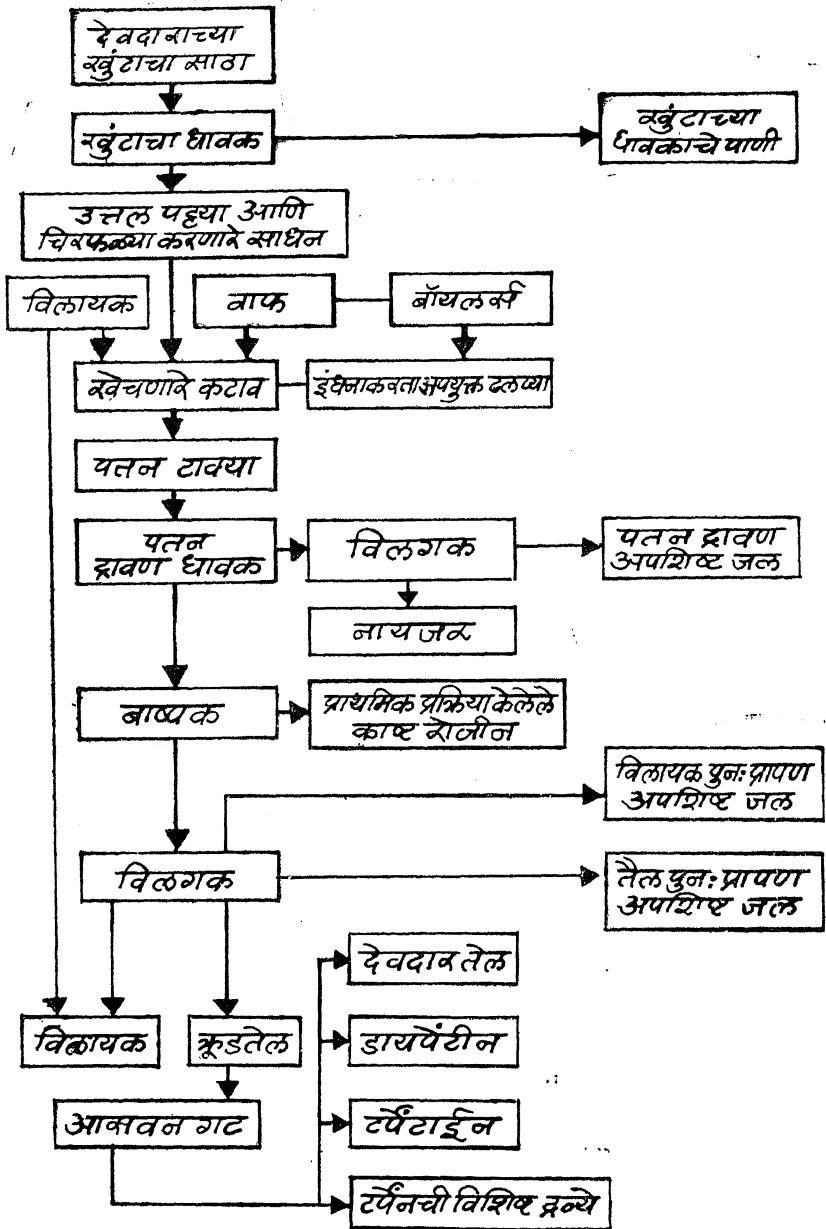 देवदाराच्या
खुंटाचा साठा
खुंटाचा धावक
खुंटाच्या
धावकाचे पाणी
उत्तल पट्ट्या आणि
चिरफळ्या करणारे साधन
विलायक
वाफ
बॉयलर्स
खेचणारे कटाव
इंधनाकरता उपयुक्त ढलप्या
पतन टाक्या
पतन
द्रावण धावक
विलगक
पतन द्रावण
अपशिष्ट जल
नायजर
बाष्पक
प्राथमिक प्रक्रिया केलेले
काष्ट रोजीन
विलायक पुनः प्रापण
अपशिष्ट जल
विलगक
तैल पुनः प्रापण
अपशिष्ट जल
देवदार तेल
विलायक
क्रूडतेल
डायपेंटीन
आसवन गट
टर्पेंटाईन
टर्पेनची विशिष्ट द्रव्ये